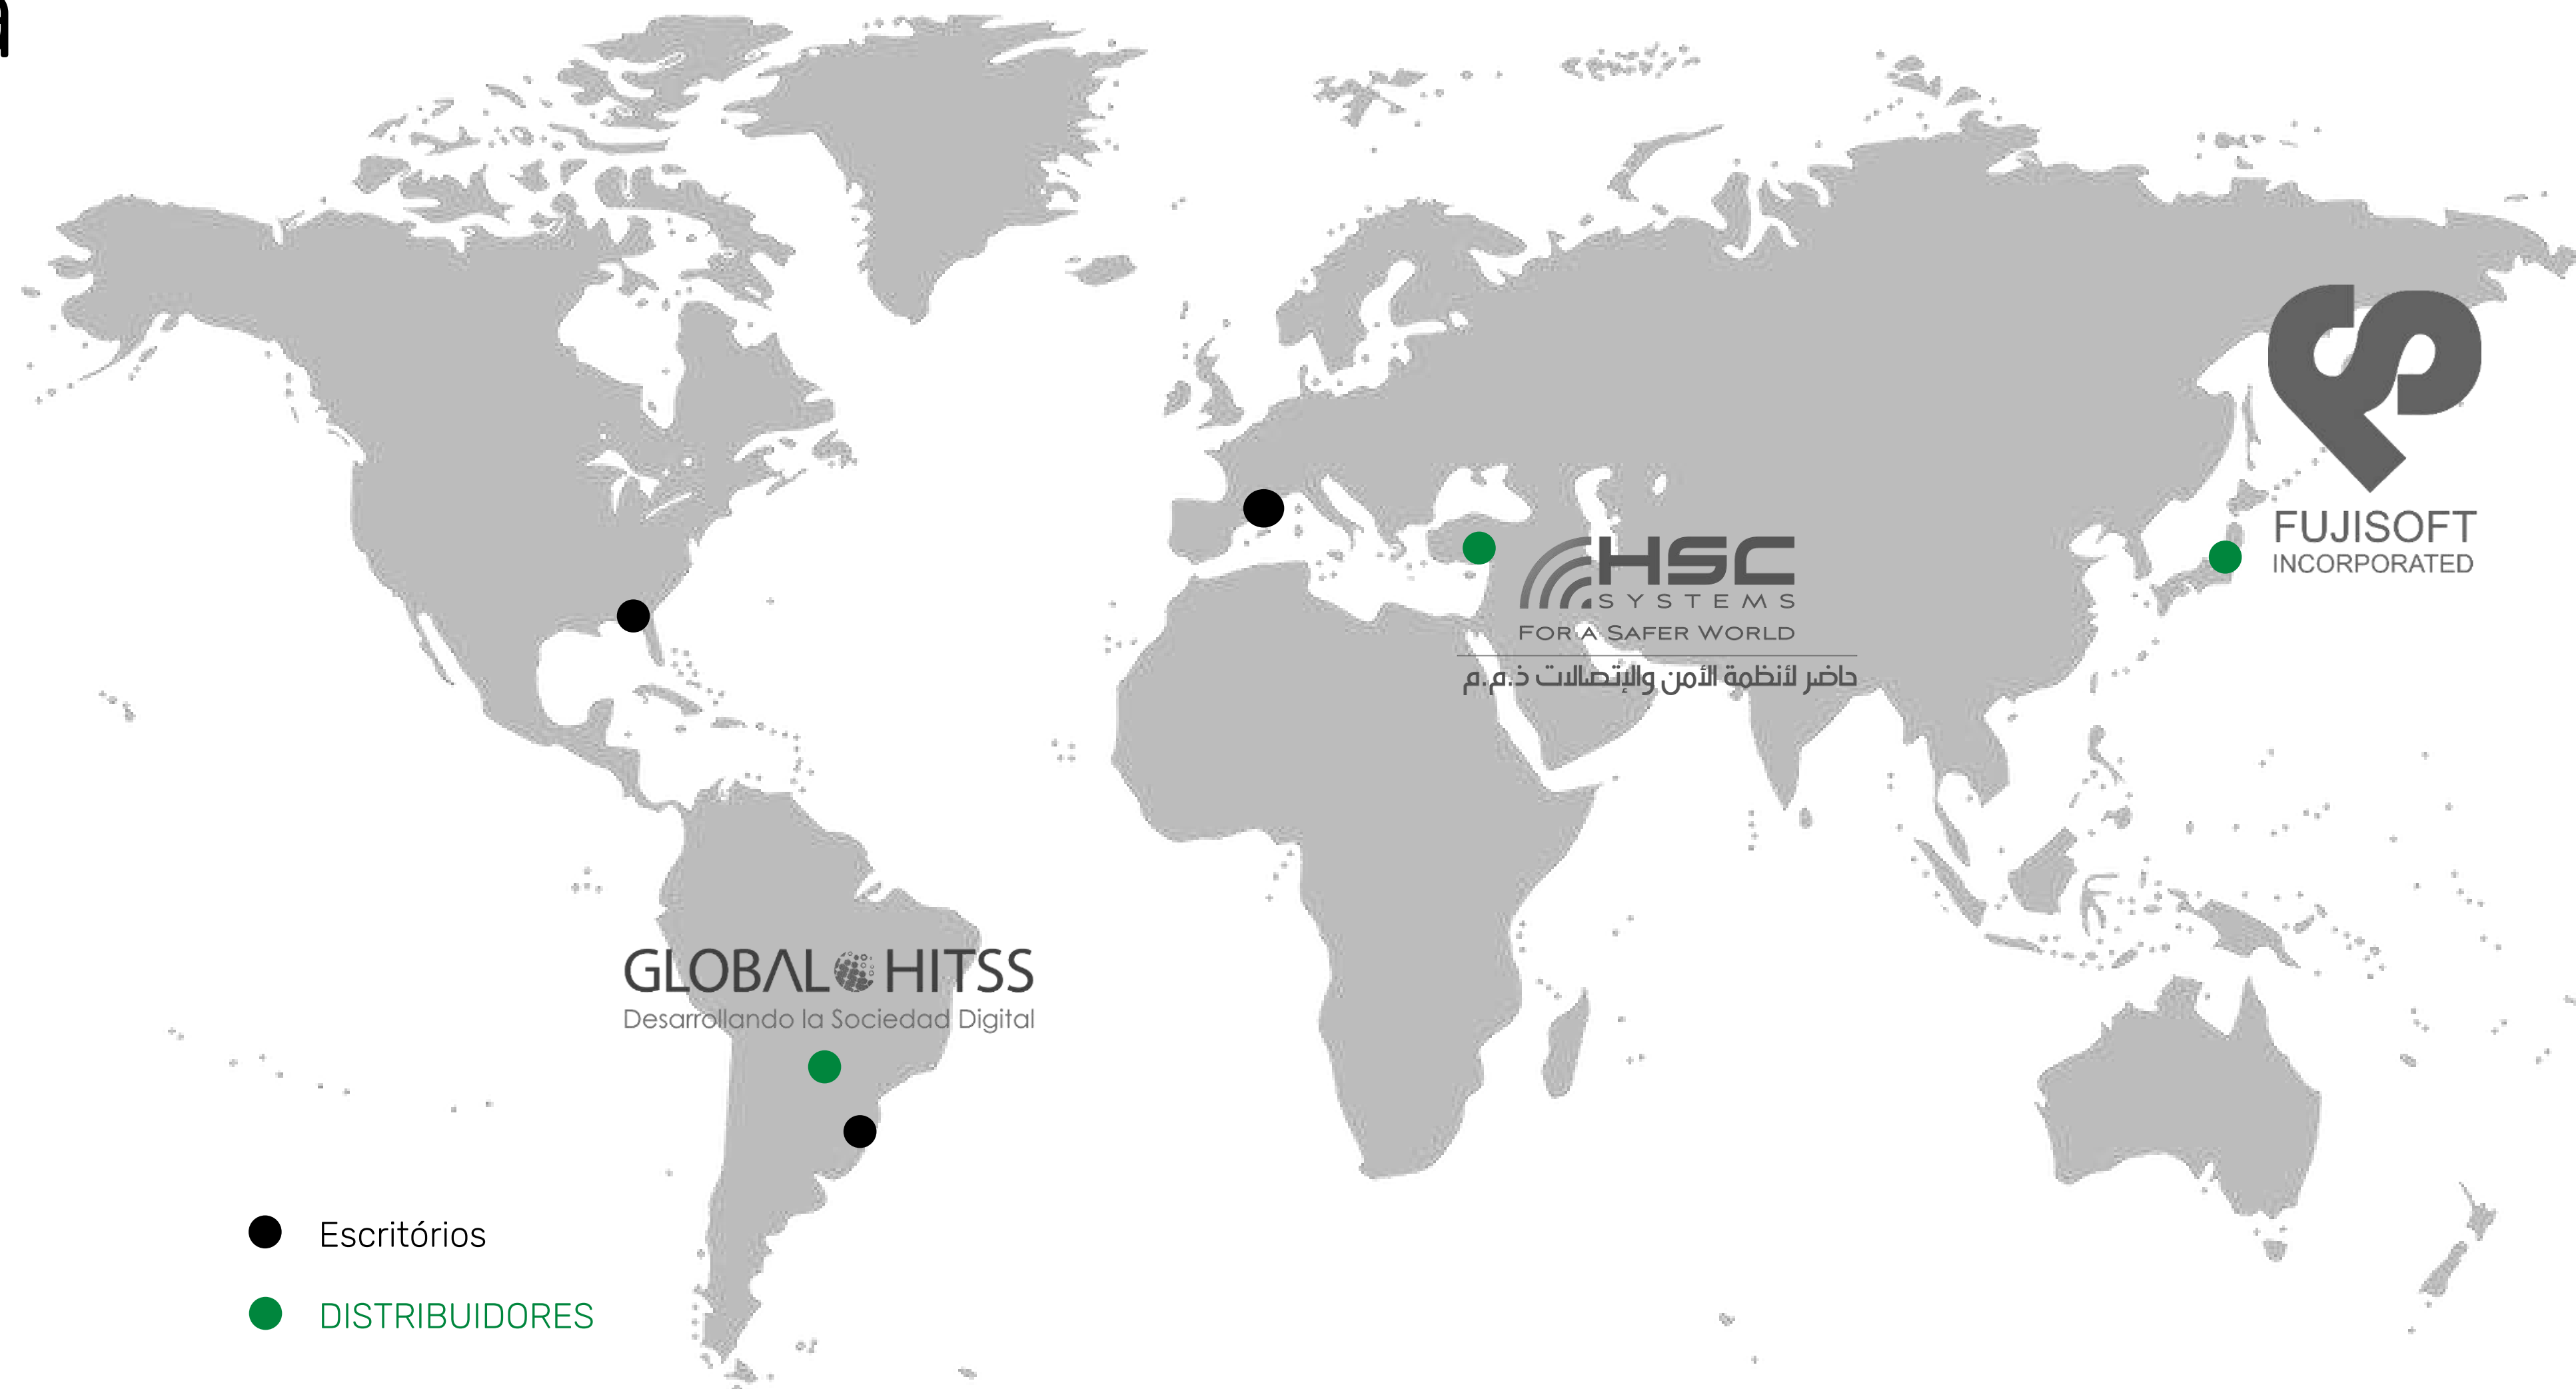 FUJISOFT
INCORPORATED
HSC
SYSTEMS
FOR A SAFER WORLD
حاضر لأنظمة الأمن والإتصالات ذ.م.م
GLOBAL HITSS
Desarrollando la Sociedad Digital
Escritórios
DISTRIBUIDORES